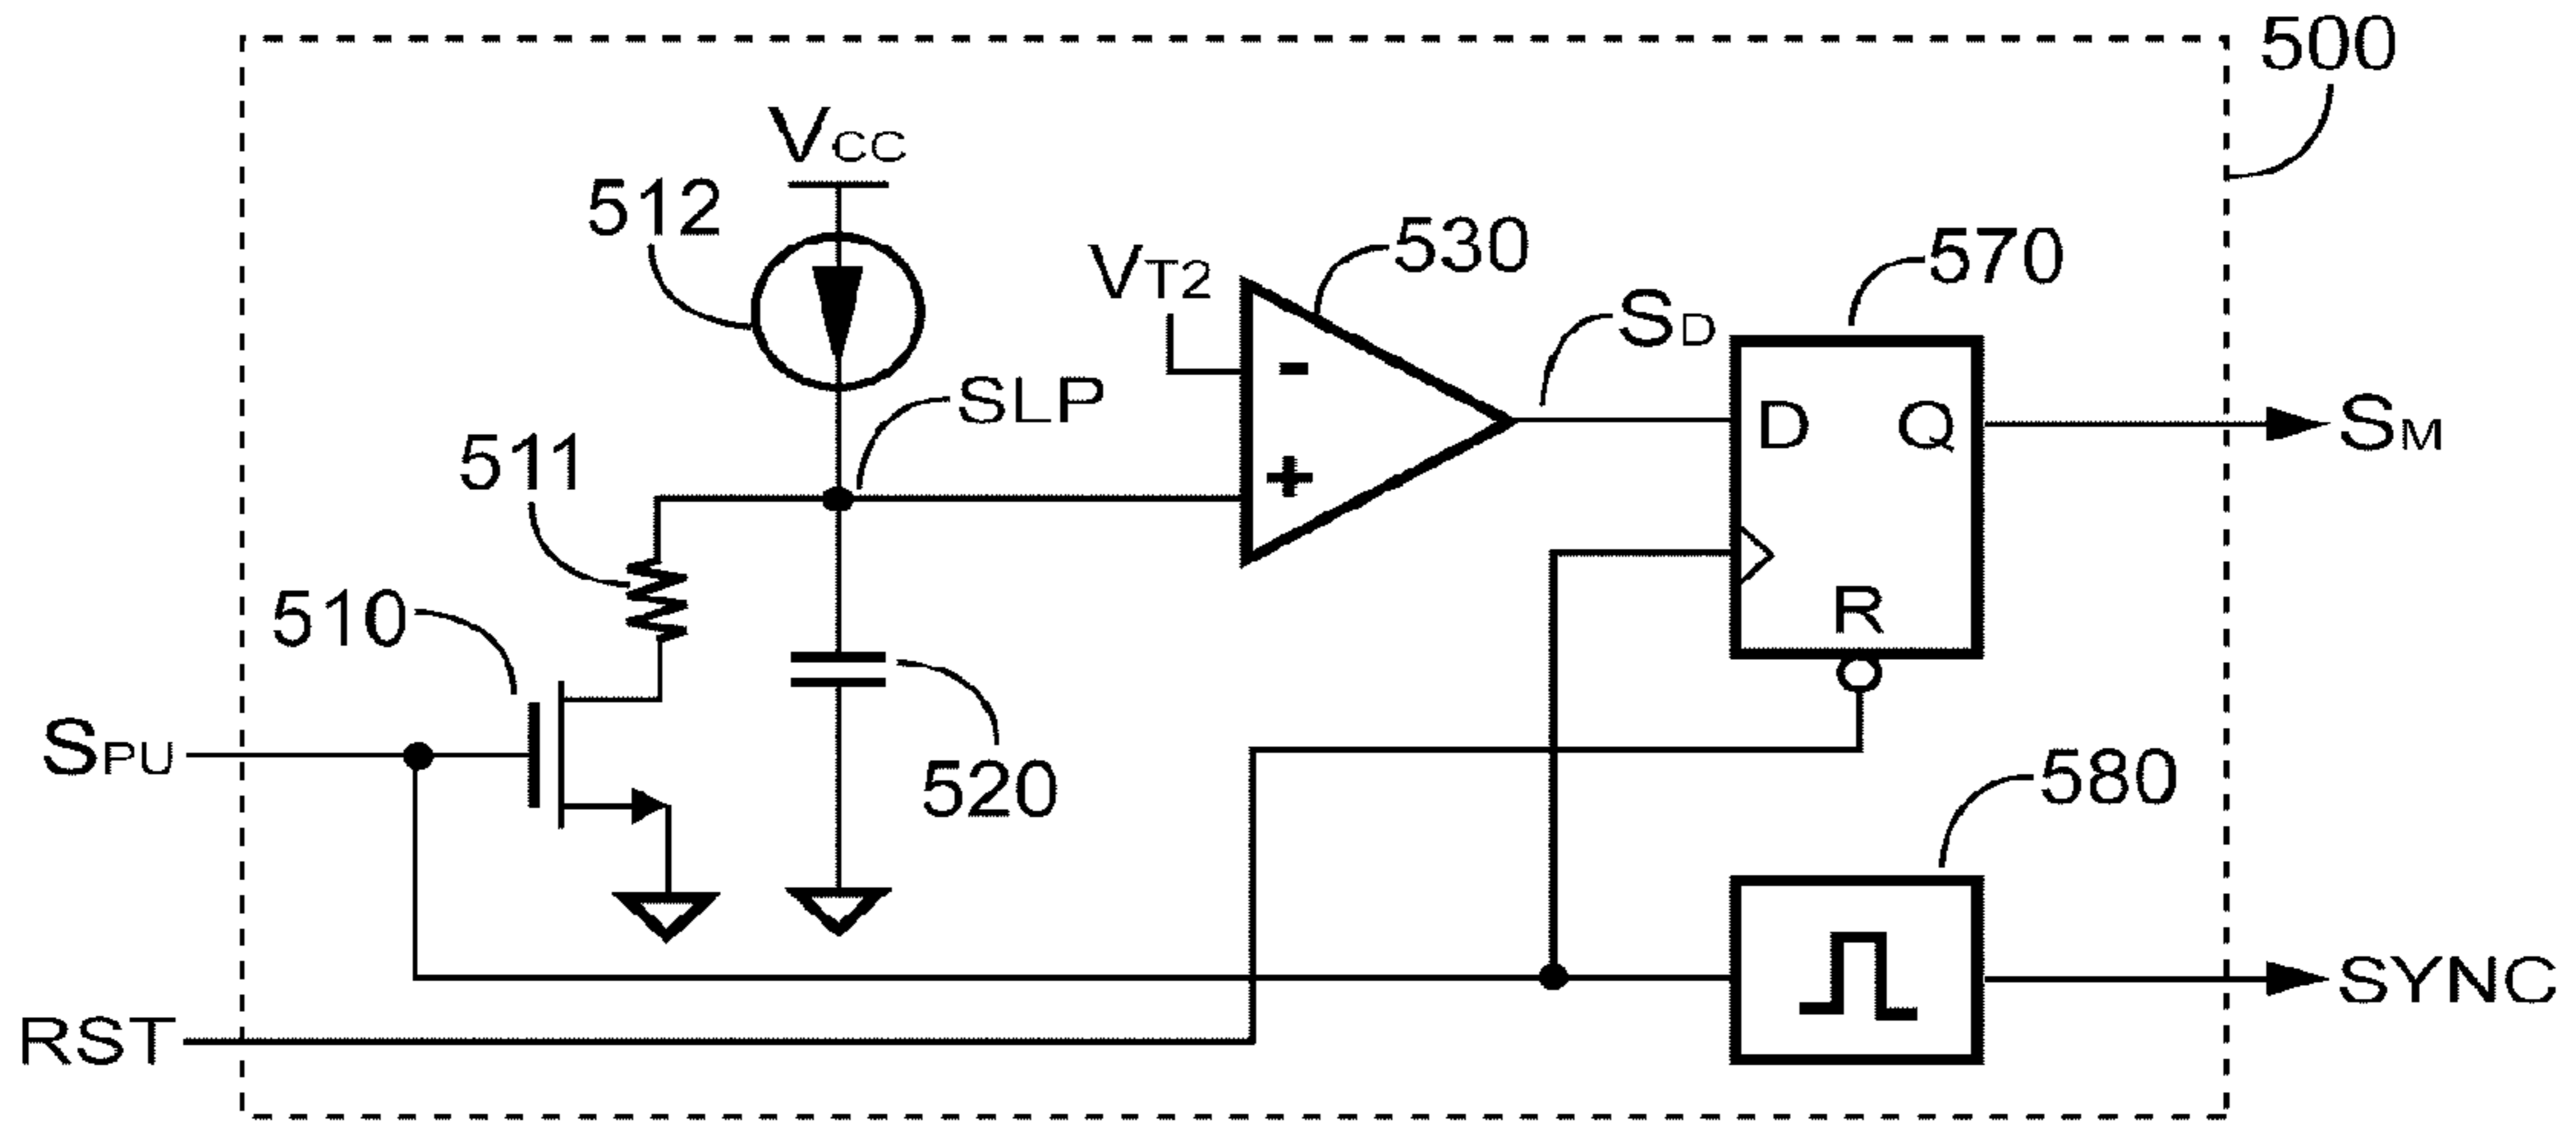 500
VCC
512
530
VT2
570
SD
SLP
D Q
SM
511
-
+
510
R
SPU
520
580
SYNC
RST